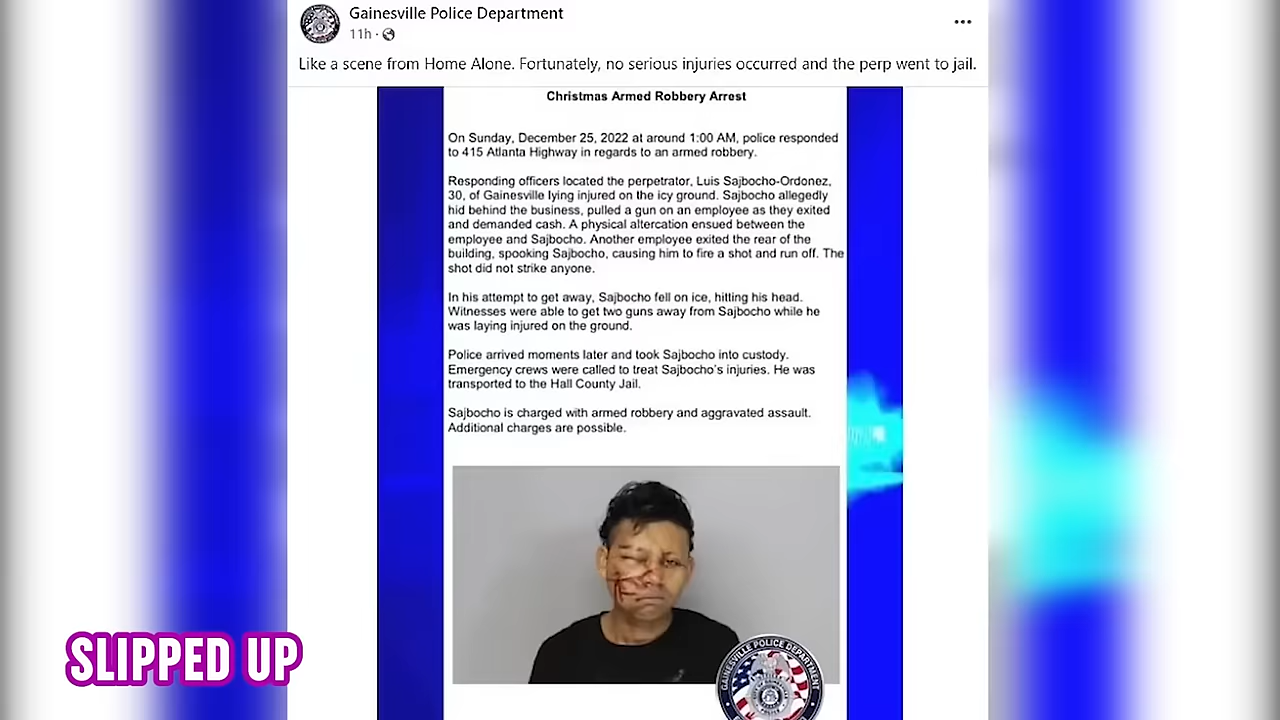 Gainesville Police Department
11h ·
Like a scene from Home Alone. Fortunately, no serious injuries occurred and the perp went to jail.
Christmas Armed Robbery Arrest
On Sunday, December 25, 2022 at around 1:00 AM, police responded
to 415 Atlanta Highway in regards to an armed robbery.
Responding officers located the perpetrator, Luis Sajbocho-Ordonez,
30, of Gainesville lying injured on the icy ground. Sajbocho allegedly
hid behind the business, pulled a gun on an employee as they exited
and demanded cash. A physical altercation ensued between the
employee and Sajbocho. Another employee exited the rear of the
building, spooking Sajbocho, causing him to fire a shot and run off. The
shot did not strike anyone.
In his attempt to get away, Sajbocho fell on ice, hitting his head.
Witnesses were able to get two guns away from Sajbocho while he
was laying injured on the ground.
Police arrived moments later and took Sajbocho into custody.
Emergency crews were called to treat Sajbocho's injuries. He was
transported to the Hall County Jail.
Sajbocho is charged with armed robbery and aggravated assault.
Additional charges are possible.
GAINESVILLE POLICE DEPARTMENT
SLIPPED UP